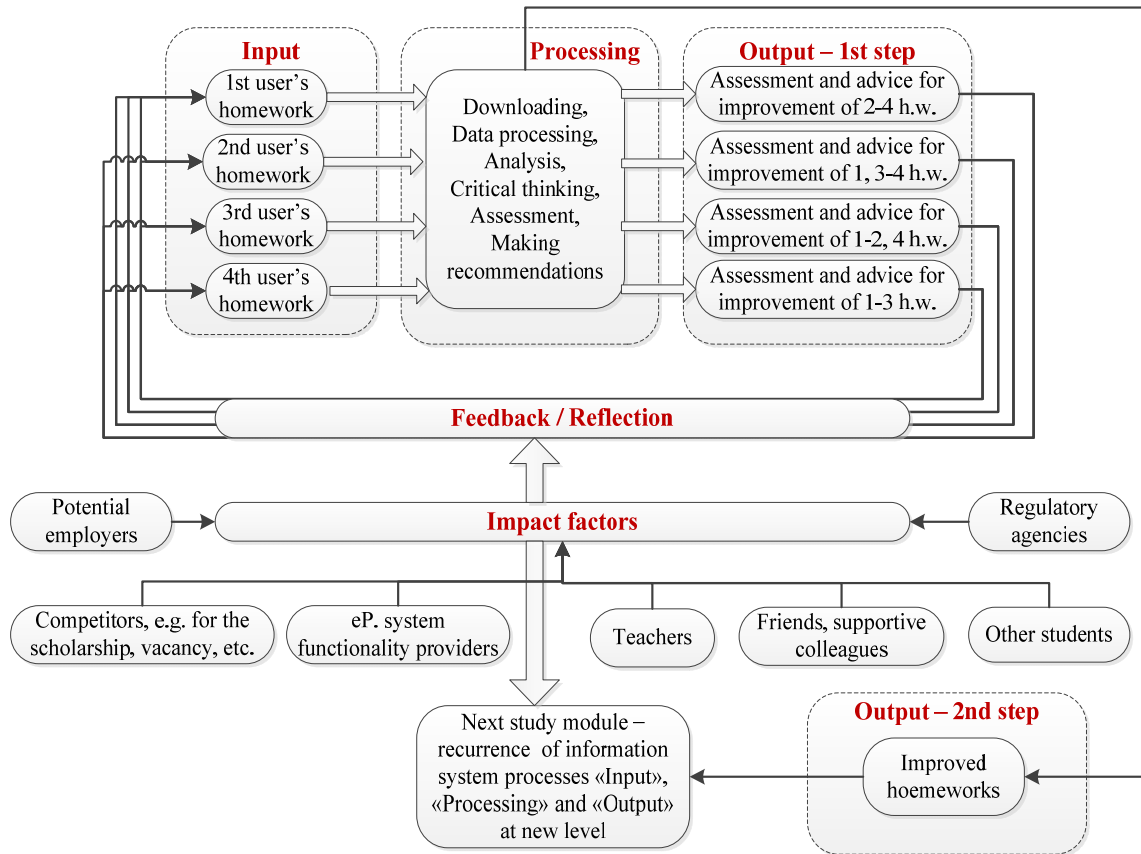 Input
1st user's
homework
2nd user's
homework
3rd user's
homework
4th user's
homework
Processing
Downloading,
Data processing,
Analysis,
Critical thinking,
Assessment,
Making
recommendations
Output – 1st step
Assessment and advice for
improvement of 2-4 h.w.
Assessment and advice for
improvement of 1, 3-4 h.w.
Assessment and advice for
improvement of 1-2, 4 h.w.
Assessment and advice for
improvement of 1-3 h.w.
Feedback / Reflection
Potential
employers
Impact factors
Regulatory
agencies
Competitors, e.g. for the
scholarship, vacancy, etc.
eP. system
functionality providers
Teachers
Friends, supportive
colleagues
Other students
Next study module –
recurrence of information
system processes «Input»,
«Processing» and «Output»
at new level
Output – 2nd step
Improved
hoemeworks